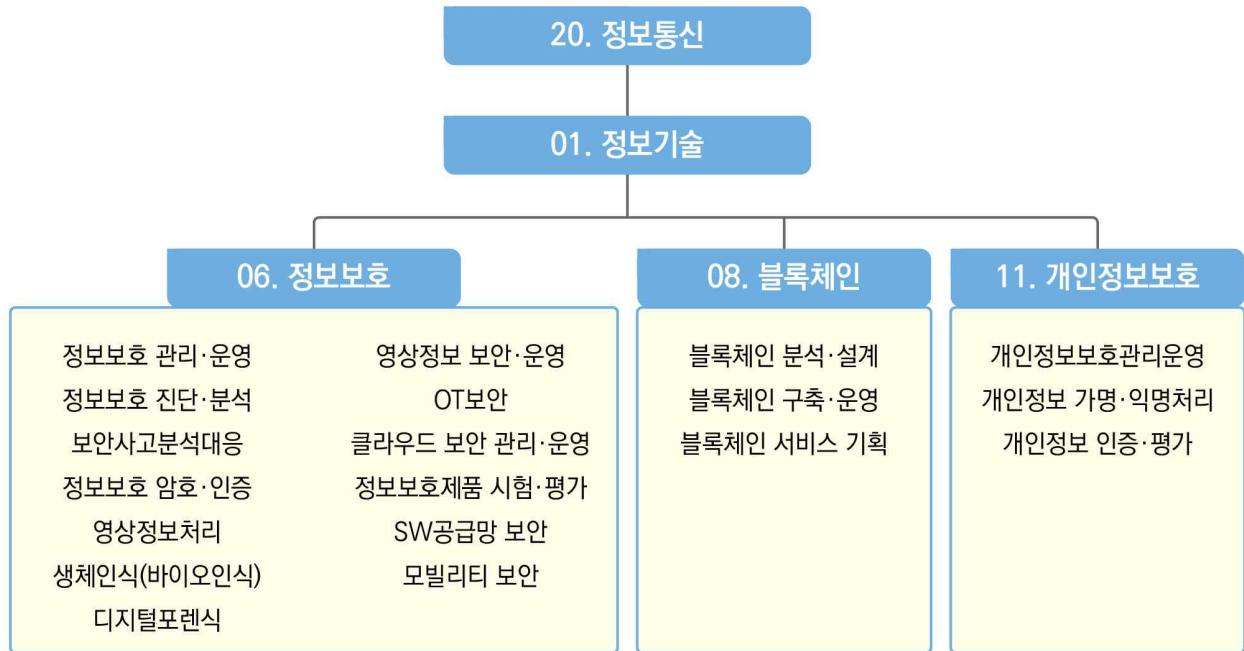 20. 정보통신
01. 정보기술
06. 정보보호
정보보호 관리·운영
정보보호 진단·분석
보안사고분석대응
정보보호 암호·인증
영상정보처리
생체인식(바이오인식)
디지털포렌식
영상정보 보안·운영
OT보안
클라우드 보안 관리·운영
정보보호제품 시험·평가
SW공급망 보안
모빌리티 보안
08. 블록체인
블록체인 분석·설계
블록체인 구축·운영
블록체인 서비스 기획
11. 개인정보보호
개인정보보호관리운영
개인정보 가명·익명처리
개인정보 인증·평가